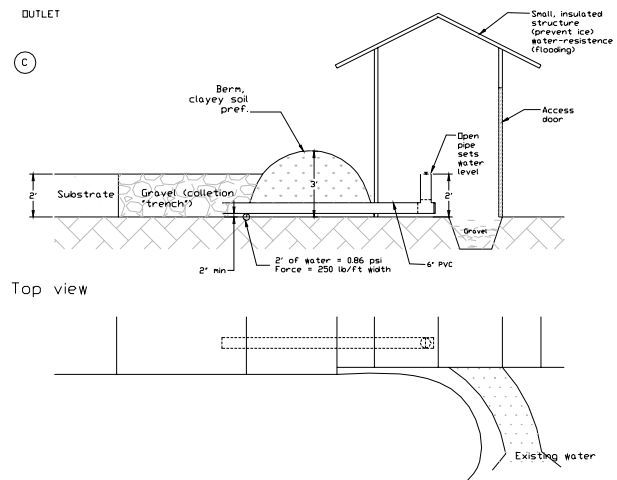 OUTLET
C
Small, insulated
structure
(prevent ice)
water-resistence
(flooding)
Berm,
clayey soil
pref.
Access
door
Open
pipe
sets
water
level
2'
Substrate
Gravel (colletion
"trench")
3'
2'
Gravel
2" min
2' of water = 0.86 psi
Force = 250 lb/ft width
6" PVC
Top view
Existing water